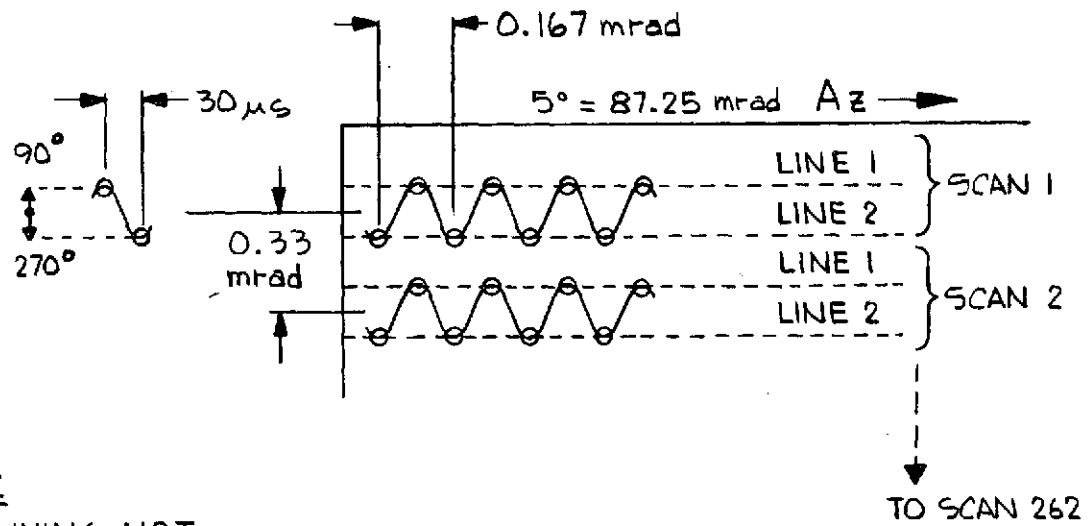 0.167 mrad
30 μs
5° = 87.25 mrad Az
90°
LINE 1
SCAN 1
LINE 2
270°
0.33
mrad
LINE 1
SCAN 2
LINE 2
TO SCAN 262